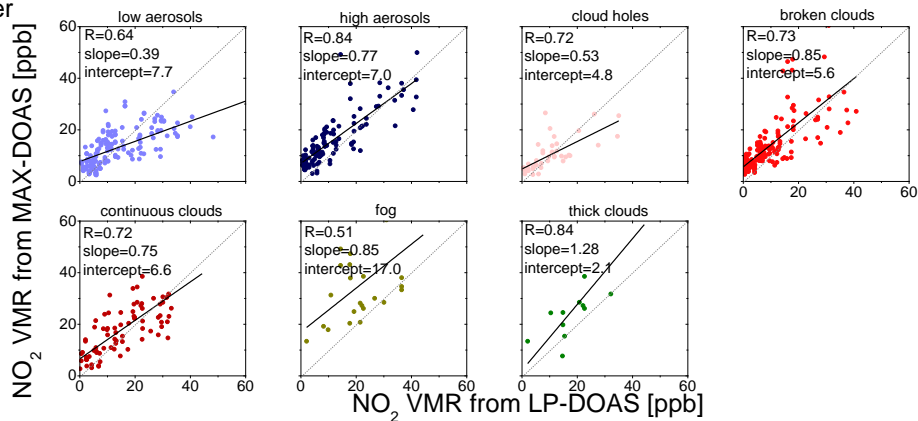 er
low aerosols
high aerosols
cloud holes
broken clouds
60
R=0.64
slope=0.39
intercept=7.7
R=0.84
slope=0.77
intercept=7.0
R=0.72
slope=0.53
intercept=4.8
R=0.73
slope=0.85
intercept=5.6
40
20
0
0 20 40 60
0 20 40 60
continuous clouds
fog
thick clouds
60
R=0.72
slope=0.75
intercept=6.6
R=0.51
slope=0.85
intercept=17.0
R=0.84
slope=1.28
intercept=2.1
40
20
0
0 20 40 60
0 20 40 60
0 20 40 60
NO2 VMR from MAX-DOAS [ppb]
NO2 VMR from LP-DOAS [ppb]